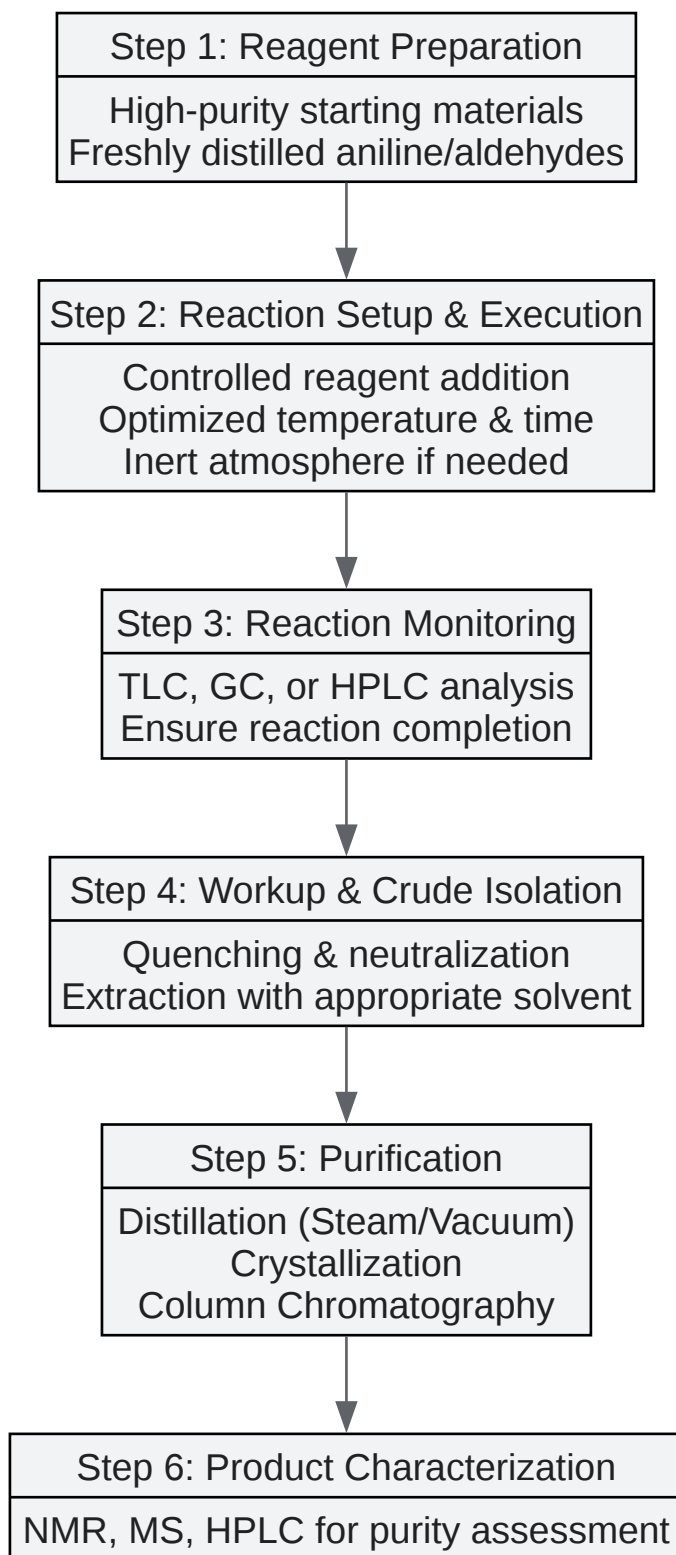 Step 1: Reagent Preparation
High-purity starting materials
Freshly distilled aniline/aldehydes
Step 2: Reaction Setup & Execution
Controlled reagent addition
Optimized temperature & time
Inert atmosphere if needed
Step 3: Reaction Monitoring
TLC, GC, or HPLC analysis
Ensure reaction completion
Step 4: Workup & Crude Isolation
Quenching & neutralization
Extraction with appropriate solvent
Step 5: Purification
Distillation (Steam/Vacuum)
Crystallization
Column Chromatography
Step 6: Product Characterization
NMR, MS, HPLC for purity assessment